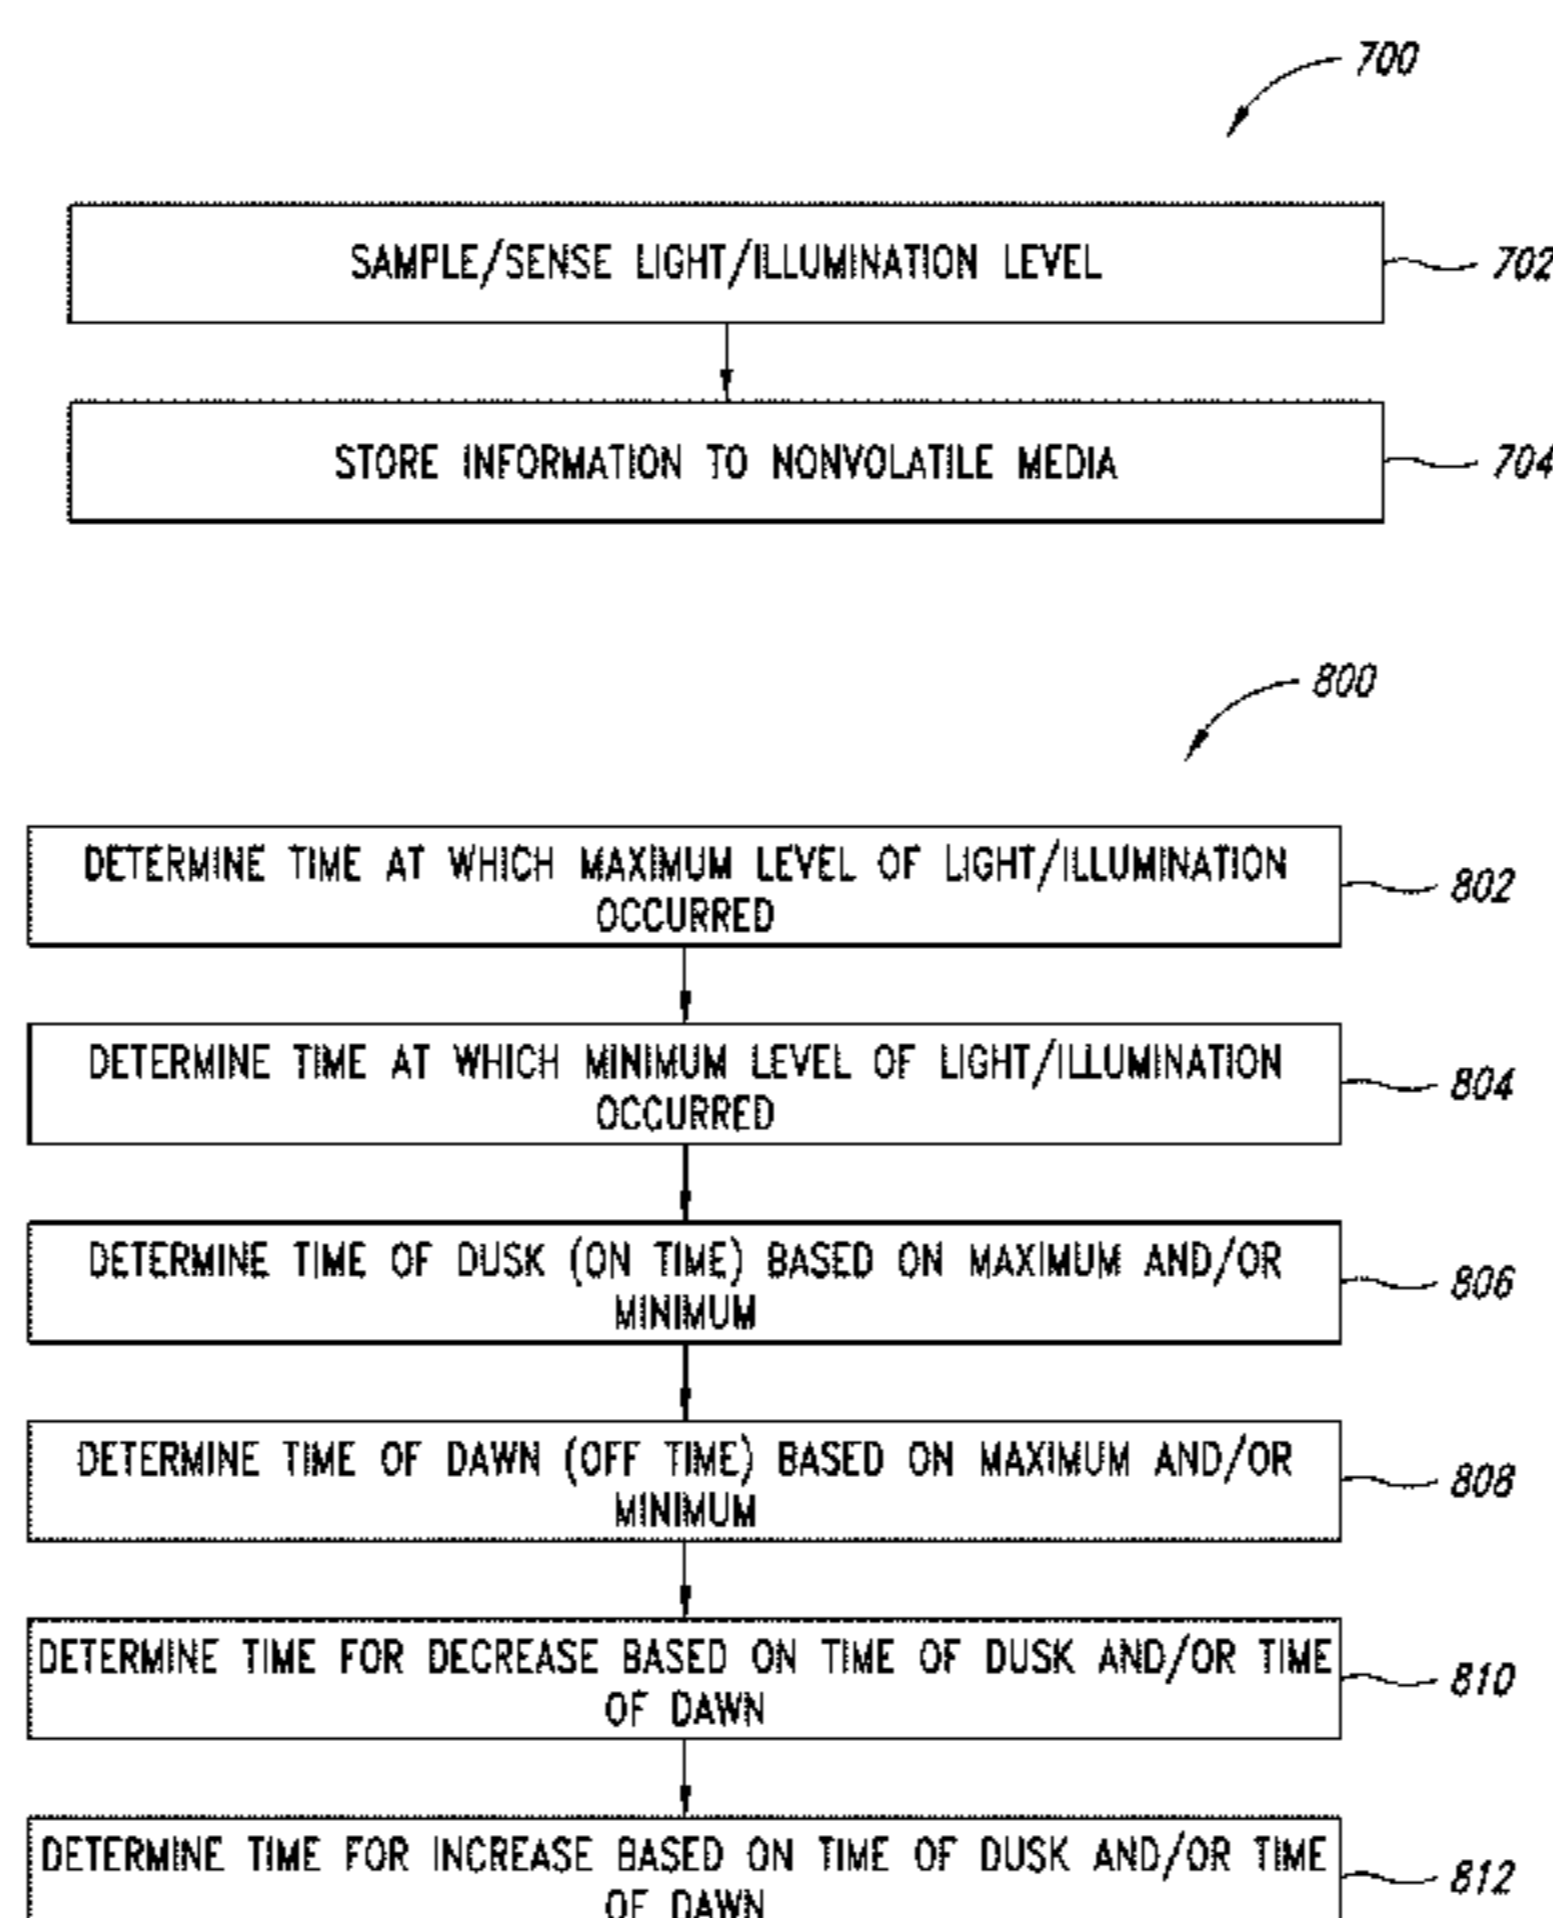 700
SAMPLE/SENSE LIGHT/ILLUMINATION LEVEL
702
STORE INFORMATION TO NONVOLATILE MEDIA
704
800
DETERMINE TIME AT WHICH MAXIMUM LEVEL OF LIGHT/ILLUMINATION
OCCURRED
802
DETERMINE TIME AT WHICH MINIMUM LEVEL OF LIGHT/ILLUMINATION
OCCURRED
804
DETERMINE TIME OF DUSK (ON TIME) BASED ON MAXIMUM AND/OR
MINIMUM
806
DETERMINE TIME OF DAWN (OFF TIME) BASED ON MAXIMUM AND/OR
MINIMUM
808
DETERMINE TIME FOR DECREASE BASED ON TIME OF DUSK AND/OR TIME
OF DAWN
810
DETERMINE TIME FOR INCREASE BASED ON TIME OF DUSK AND/OR TIME
OF DAWN
812